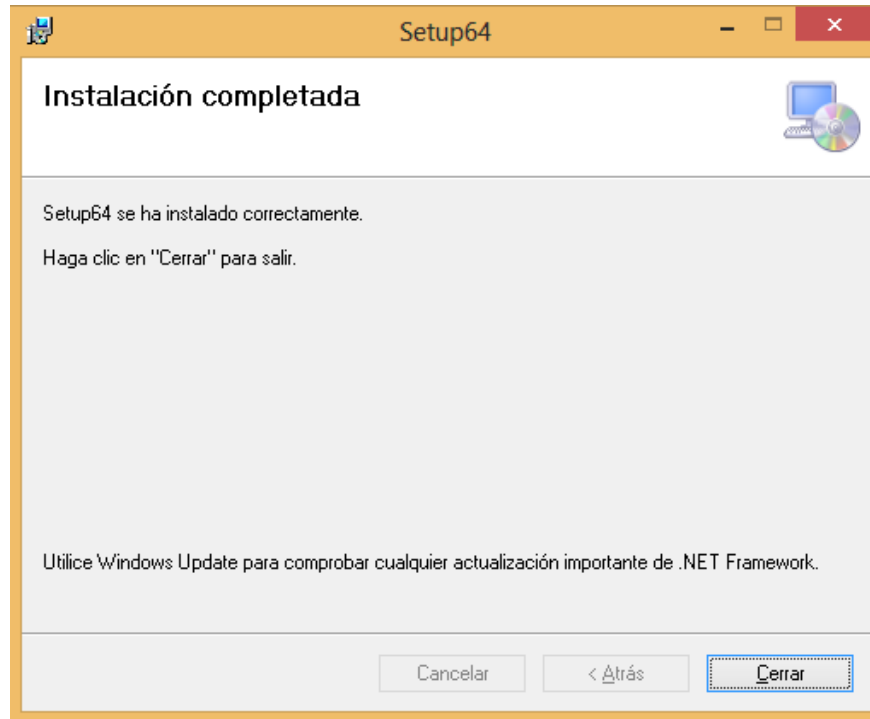 Setup64
Instalación completada
Setup64 se ha instalado correctamente.
Haga clic en "Cerrar" para salir.
Utilice Windows Update para comprobar cualquier actualización importante de .NET Framework.
Cancelar
< Atrás
Cerrar